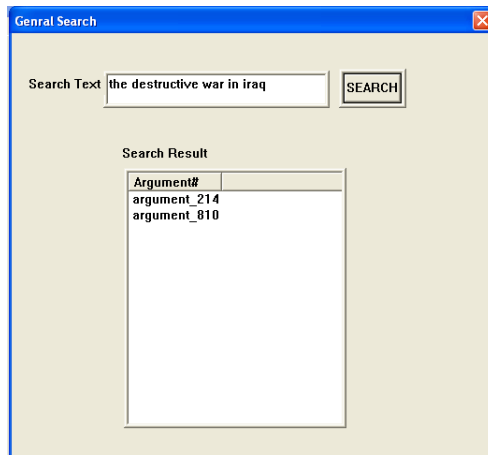 Genral Search
Search Text the destructive war in iraq SEARCH
Search Result
Argument#
argument_214
argument_810